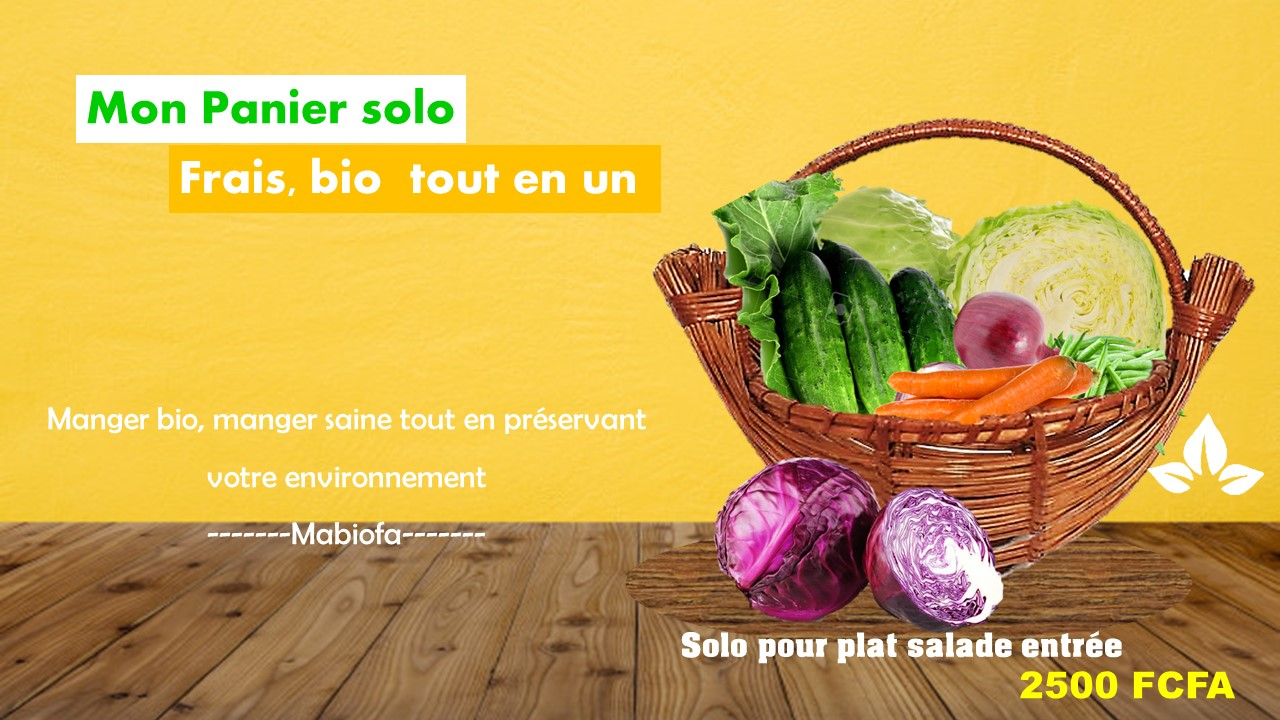 Mon Panier solo
Frais, bio tout en un
Manger bio, manger saine tout en préservant
votre environnement
-------Mabiofa-------
Solo pour plat salade entrée
2500 FCFA